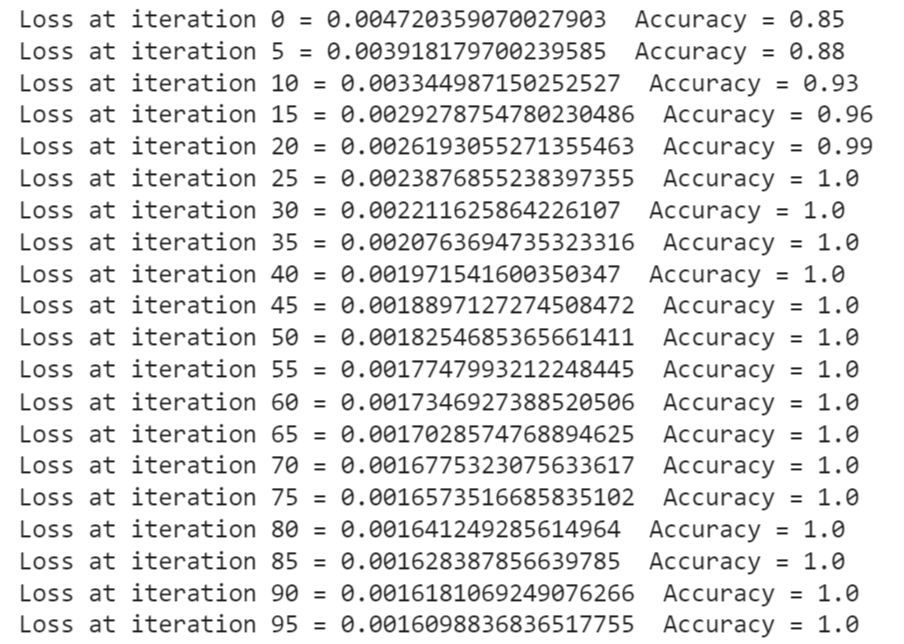 Loss at iteration 0 = 0.004720359070027903  Accuracy = 0.85
Loss at iteration 5 = 0.003918179700239585  Accuracy = 0.88
Loss at iteration 10 = 0.003344987150252527  Accuracy = 0.93
Loss at iteration 15 = 0.0029278754780230486  Accuracy = 0.96
Loss at iteration 20 = 0.0026193055271355463  Accuracy = 0.99
Loss at iteration 25 = 0.0023876855238397355  Accuracy = 1.0
Loss at iteration 30 = 0.002211625864226107  Accuracy = 1.0
Loss at iteration 35 = 0.0020763694735323316  Accuracy = 1.0
Loss at iteration 40 = 0.001971541600350347  Accuracy = 1.0
Loss at iteration 45 = 0.0018897127274508472  Accuracy = 1.0
Loss at iteration 50 = 0.0018254685365661411  Accuracy = 1.0
Loss at iteration 55 = 0.0017747993212248445  Accuracy = 1.0
Loss at iteration 60 = 0.0017346927388520506  Accuracy = 1.0
Loss at iteration 65 = 0.0017028574768894625  Accuracy = 1.0
Loss at iteration 70 = 0.0016775323075633617  Accuracy = 1.0
Loss at iteration 75 = 0.0016573516685835102  Accuracy = 1.0
Loss at iteration 80 = 0.001641249285614964  Accuracy = 1.0
Loss at iteration 85 = 0.001628387856639785  Accuracy = 1.0
Loss at iteration 90 = 0.0016181069249076266  Accuracy = 1.0
Loss at iteration 95 = 0.0016098836836517755  Accuracy = 1.0